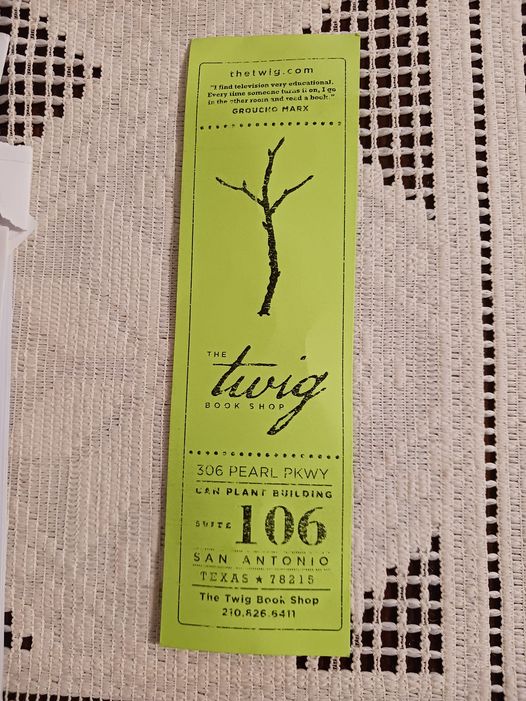 thetwig.com
"I find television very educational.
Every time someone turns it on, I go
in the other room and read a book."
GROUCHO MARX
THE
twig
BOOK SHOP
306 PEARL PKWY
CAN PLANT BUILDING
SUITE 106
SAN ANTONIO
TEXAS ★ 78215
The Twig Book Shop
210.826.6411